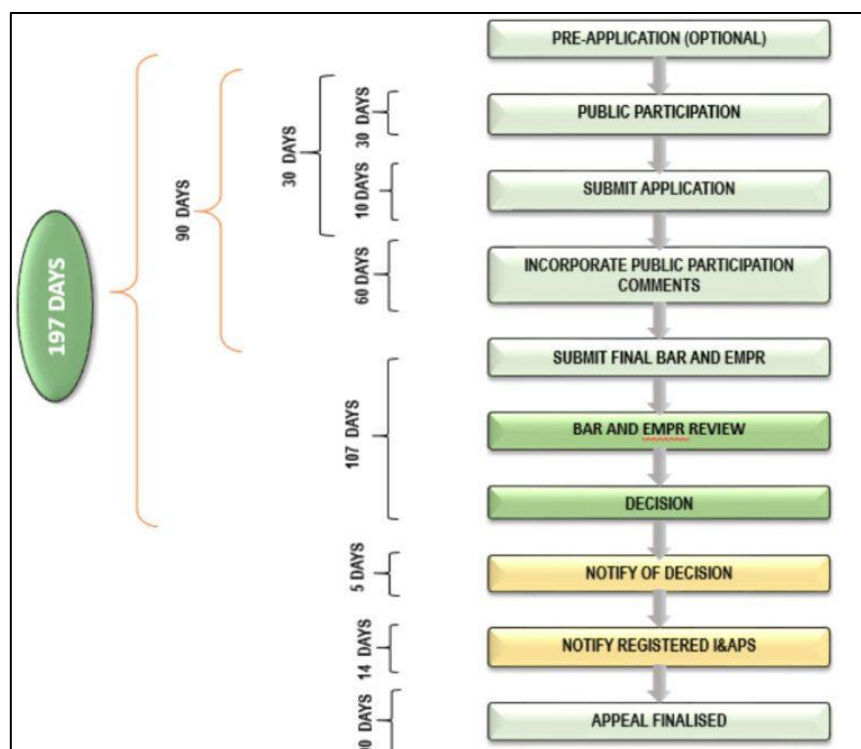 PRE-APPLICATION (OPTIONAL)
PUBLIC PARTICIPATION
SUBMIT APPLICATION
INCORPORATE PUBLIC PARTICIPATION
COMMENTS
SUBMIT FINAL BAR AND EMPR
BAR AND EMPR REVIEW
DECISION
NOTIFY OF DECISION
NOTIFY REGISTERED I&APS
APPEAL FINALISED
197 DAYS
90 DAYS
30 DAYS
30 DAYS
10 DAYS
60 DAYS
107 DAYS
5 DAYS
14 DAYS
DAYS